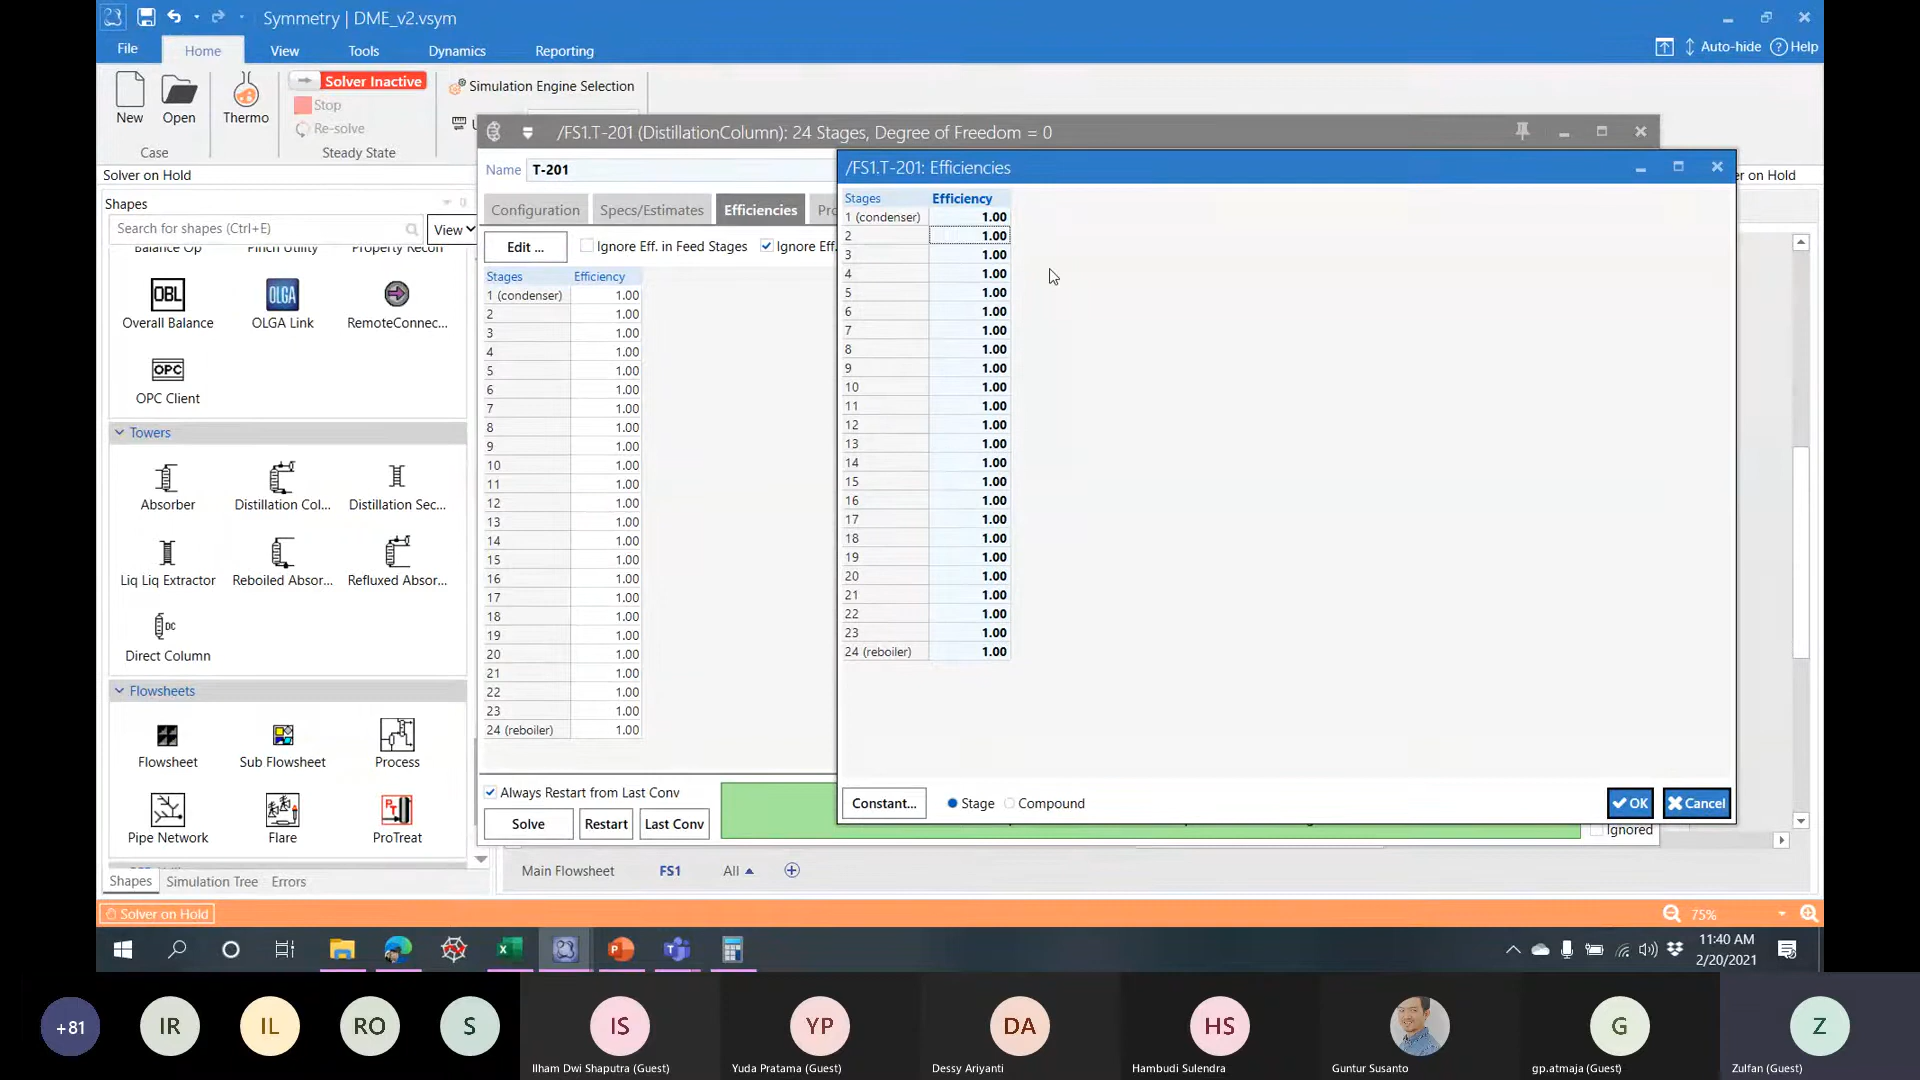 Symmetry | DME_v2.vsym
File
Home
View
Tools
Dynamics
Reporting
Auto-hide
Help
New
Open
Thermo
Solver Inactive
Stop
Re-solve
Simulation Engine Selection
Case
Steady State
Solver on Hold
/FS1.T-201 (DistillationColumn): 24 Stages, Degree of Freedom = 0
Name T-201
Configuration
Specs/Estimates
Efficiencies
Edit ...
Ignore Eff. in Feed Stages
Ignore Eff.
Stages Efficiency
1 (condenser) 1.00
2 1.00
3 1.00
4 1.00
5 1.00
6 1.00
7 1.00
8 1.00
9 1.00
10 1.00
11 1.00
12 1.00
13 1.00
14 1.00
15 1.00
16 1.00
17 1.00
18 1.00
19 1.00
20 1.00
21 1.00
22 1.00
23 1.00
24 (reboiler) 1.00
Always Restart from Last Conv
Solve
Restart
Last Conv
Ignored
/FS1.T-201: Efficiencies
Stages Efficiency
1 (condenser) 1.00
2 1.00
3 1.00
4 1.00
5 1.00
6 1.00
7 1.00
8 1.00
9 1.00
10 1.00
11 1.00
12 1.00
13 1.00
14 1.00
15 1.00
16 1.00
17 1.00
18 1.00
19 1.00
20 1.00
21 1.00
22 1.00
23 1.00
24 (reboiler) 1.00
Constant...
Stage
Compound
OK
Cancel
er on Hold
Shapes
Search for shapes (Ctrl+E)
View
Balance Op
Pinch Utility
Property Recon
OBL
Overall Balance
OLGA
OLGA Link
RemoteConnec...
OPC
OPC Client
Towers
Absorber
Distillation Col...
Distillation Sec...
Liq Liq Extractor
Reboiled Absor...
Refluxed Absor...
DC
Direct Column
Flowsheets
Flowsheet
Sub Flowsheet
Process
Pipe Network
Flare
ProTreat
Shapes
Simulation Tree
Errors
Main Flowsheet
FS1
All
Solver on Hold
75%
11:40 AM
2/20/2021
+81
IR
IL
RO
S
IS
YP
DA
HS
G
Z
Ilham Dwi Shaputra (Guest)
Yuda Pratama (Guest)
Dessy Ariyanti
Hambudi Sulendra
Guntur Susanto
gp.atmaja (Guest)
Zulfan (Guest)